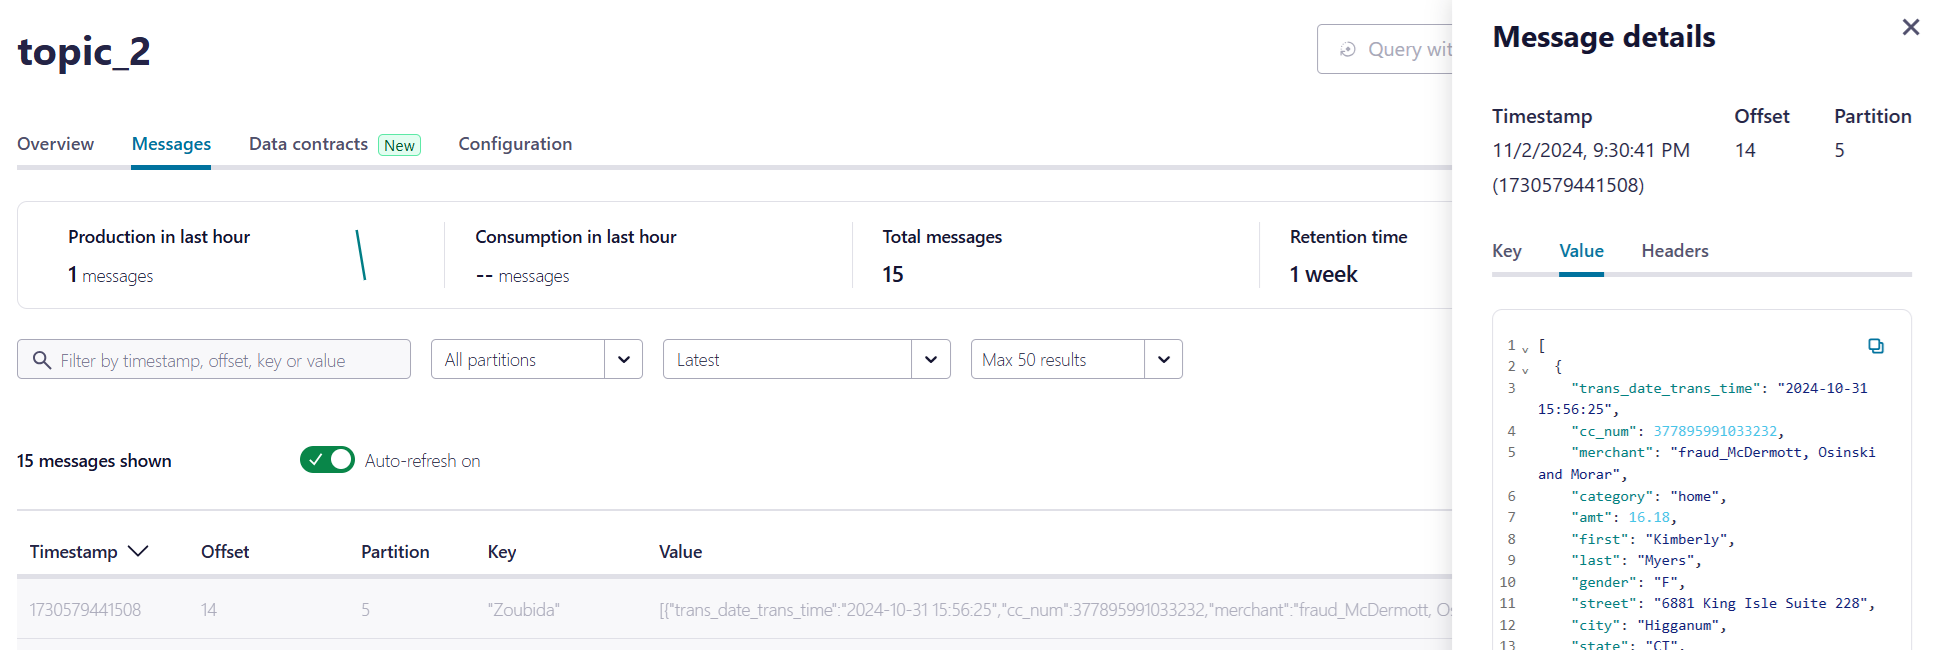 topic_2
Query wit
Overview Messages Data contracts New Configuration
Production in last hour
1 messages
Consumption in last hour
-- messages
Total messages
15
Retention time
1 week
Filter by timestamp, offset, key or value
All partitions
Latest
Max 50 results
15 messages shown
Auto-refresh on
Timestamp Offset Partition Key Value
1730579441508 14 5 "Zoubida" [{"trans_date_trans_time":"2024-10-31 15:56:25","cc_num":377895991033232,"merchant":"fraud_McDermott, Os
Message details
Timestamp Offset Partition
11/2/2024, 9:30:41 PM 14 5
(1730579441508)
Key Value Headers
1 [
2 {
3 "trans_date_trans_time": "2024-10-31
15:56:25",
4 "cc_num": 377895991033232,
5 "merchant": "fraud_McDermott, Osinski
and Morar",
6 "category": "home",
7 "amt": 16.18,
8 "first": "Kimberly",
9 "last": "Myers",
10 "gender": "F",
11 "street": "6881 King Isle Suite 228",
12 "city": "Higganum",
13 "state": "CT",